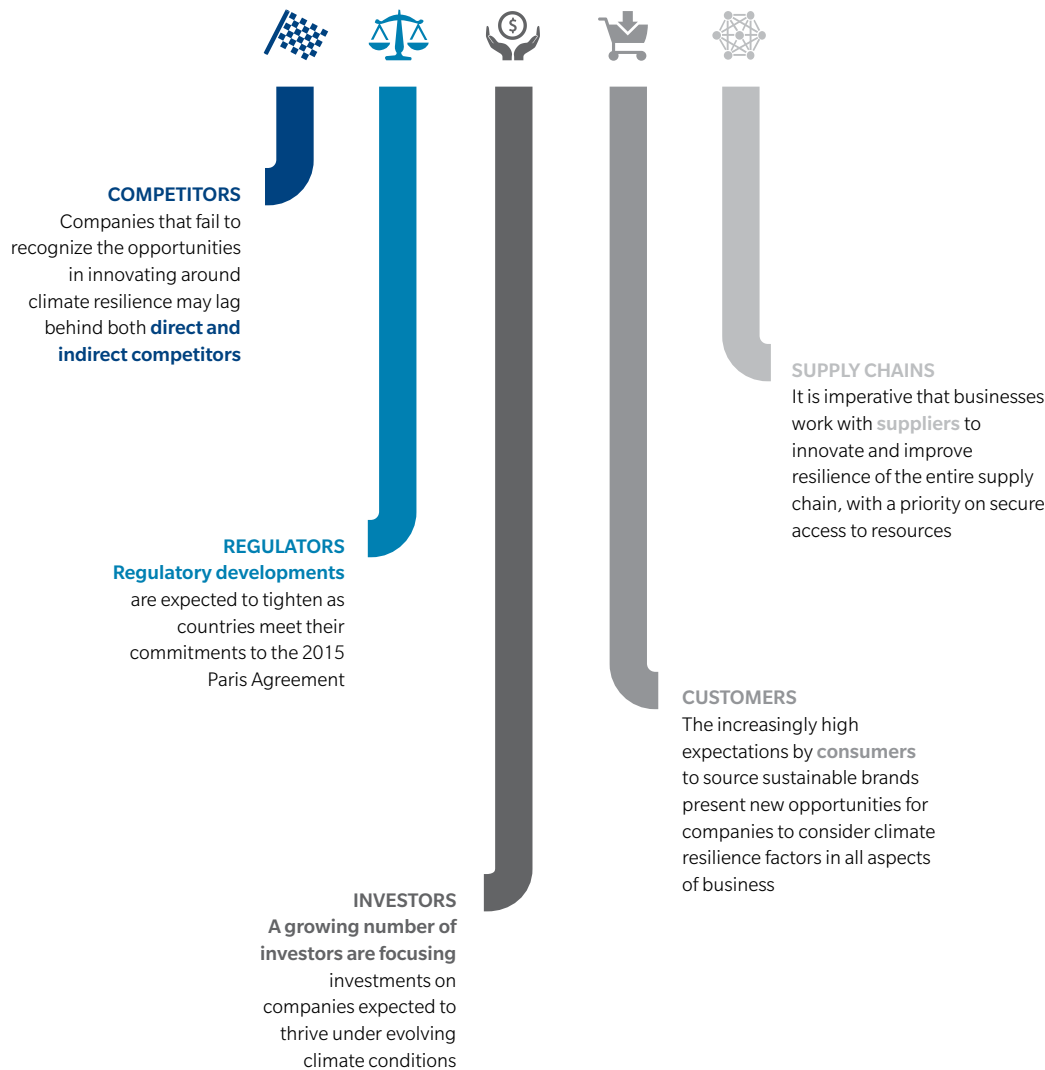 $
COMPETITORS
Companies that fail to
recognize the opportunities
in innovating around
climate resilience may lag
behind both direct and
indirect competitors
REGULATORS
Regulatory developments
are expected to tighten as
countries meet their
commitments to the 2015
Paris Agreement
INVESTORS
A growing number of
investors are focusing
investments on
companies expected to
thrive under evolving
climate conditions
CUSTOMERS
The increasingly high
expectations by consumers
to source sustainable brands
present new opportunities for
companies to consider climate
resilience factors in all aspects
of business
SUPPLY CHAINS
It is imperative that businesses
work with suppliers to
innovate and improve
resilience of the entire supply
chain, with a priority on secure
access to resources